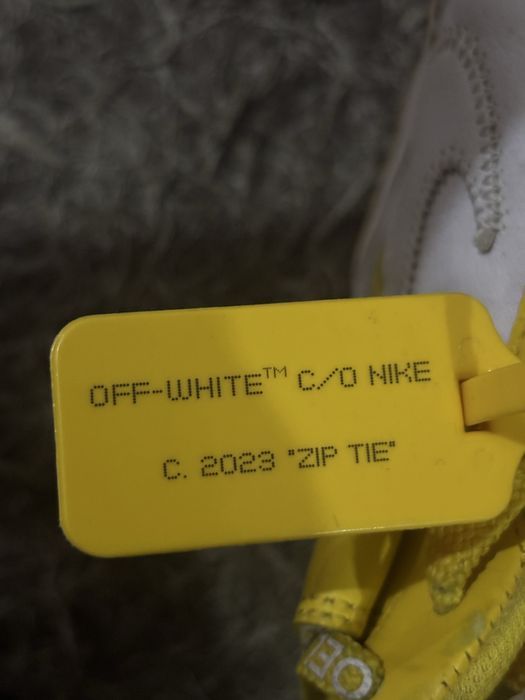 OFF-WHITE™ C/O NIKE
C. 2023 "ZIP TIE"